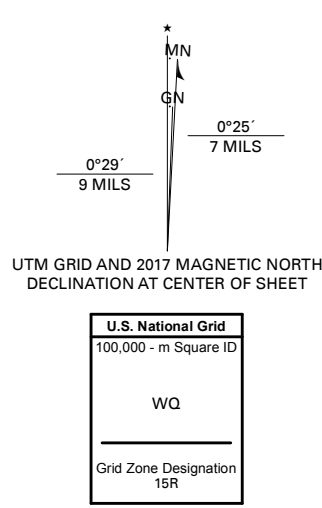 ★
MN
GN
0°25´
7 MILS
0°29´
9 MILS
UTM GRID AND 2017 MAGNETIC NORTH
DECLINATION AT CENTER OF SHEET
U.S. National Grid
100,000 - m Square ID
WQ
Grid Zone Designation
15R